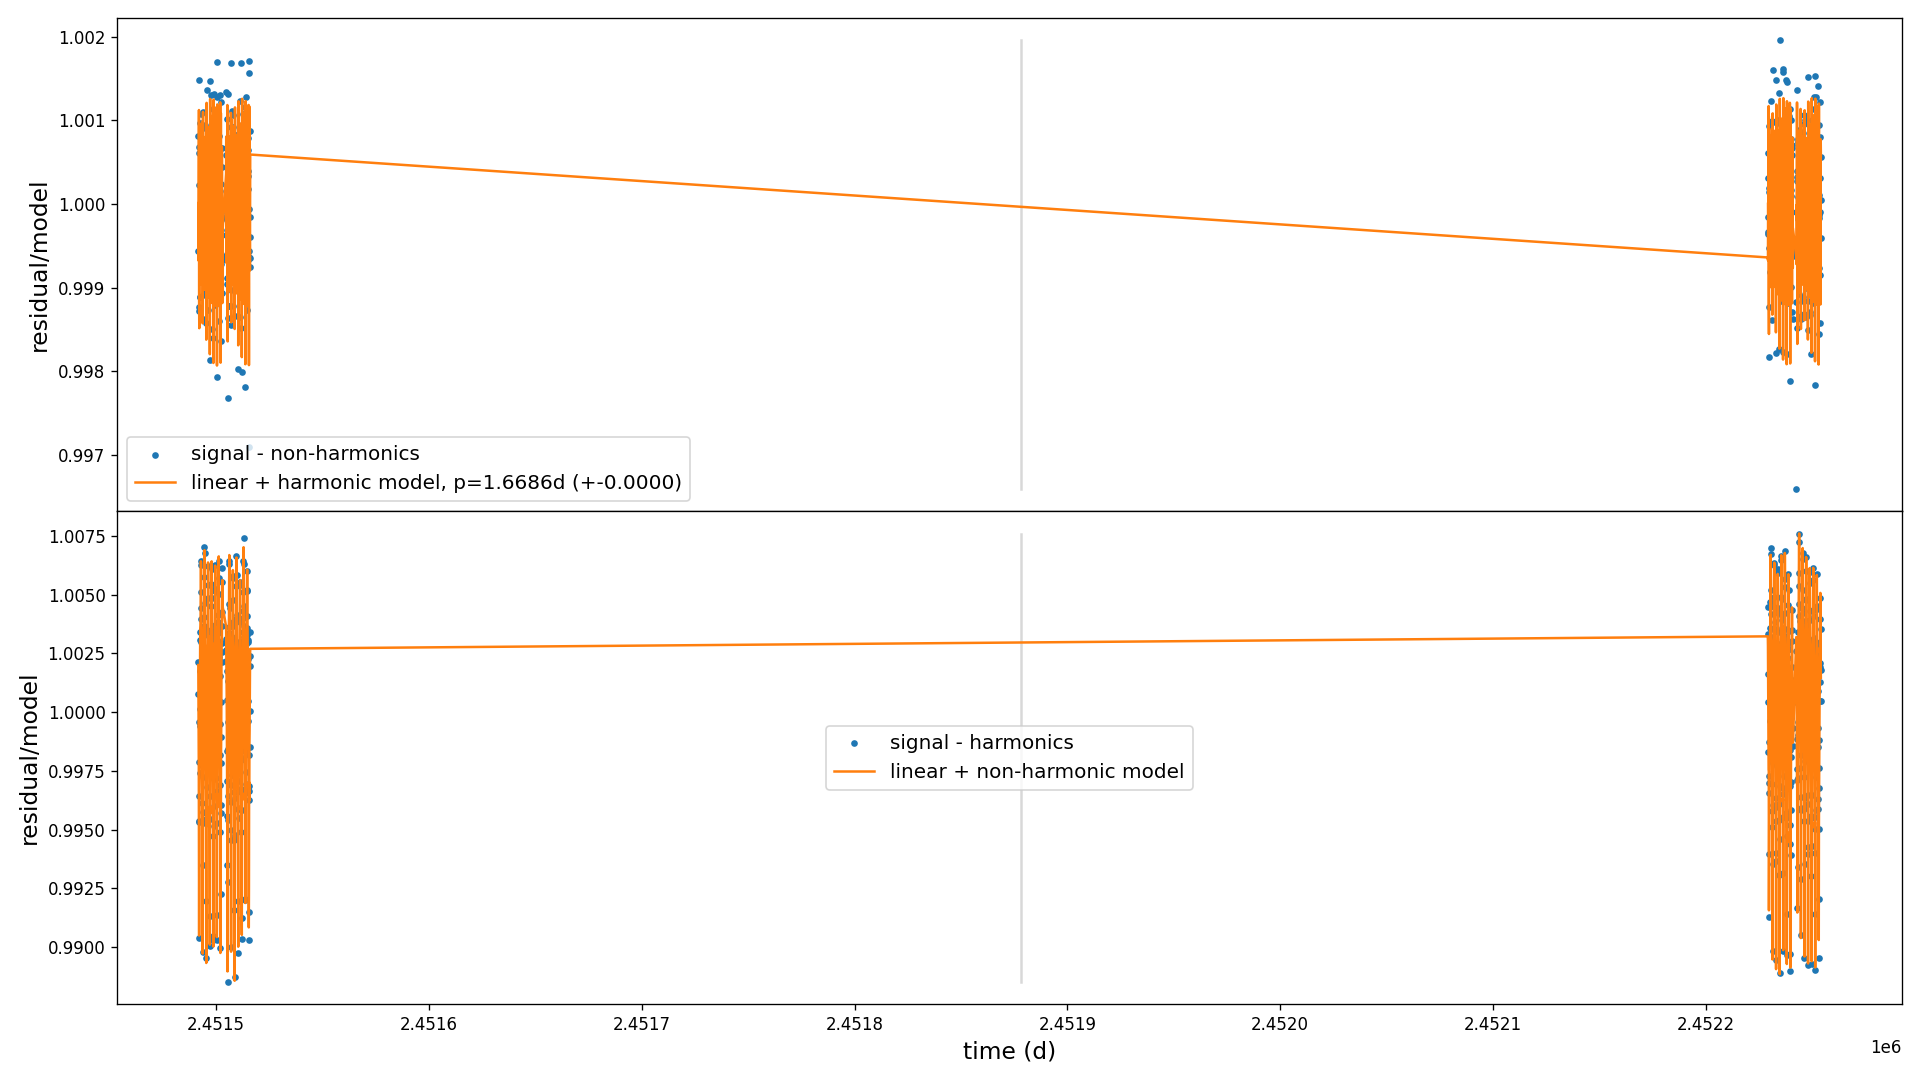 1.002
1.001
1.000
0.999
0.998
0.997
residual/model
signal - non-harmonics
linear + harmonic model, p=1.6686d (+-0.0000)
1.0075
1.0050
1.0025
1.0000
0.9975
0.9950
0.9925
0.9900
residual/model
signal - harmonics
linear + non-harmonic model
2.4515 2.4516 2.4517 2.4518 2.4519 2.4520 2.4521 2.4522
1e6
time (d)